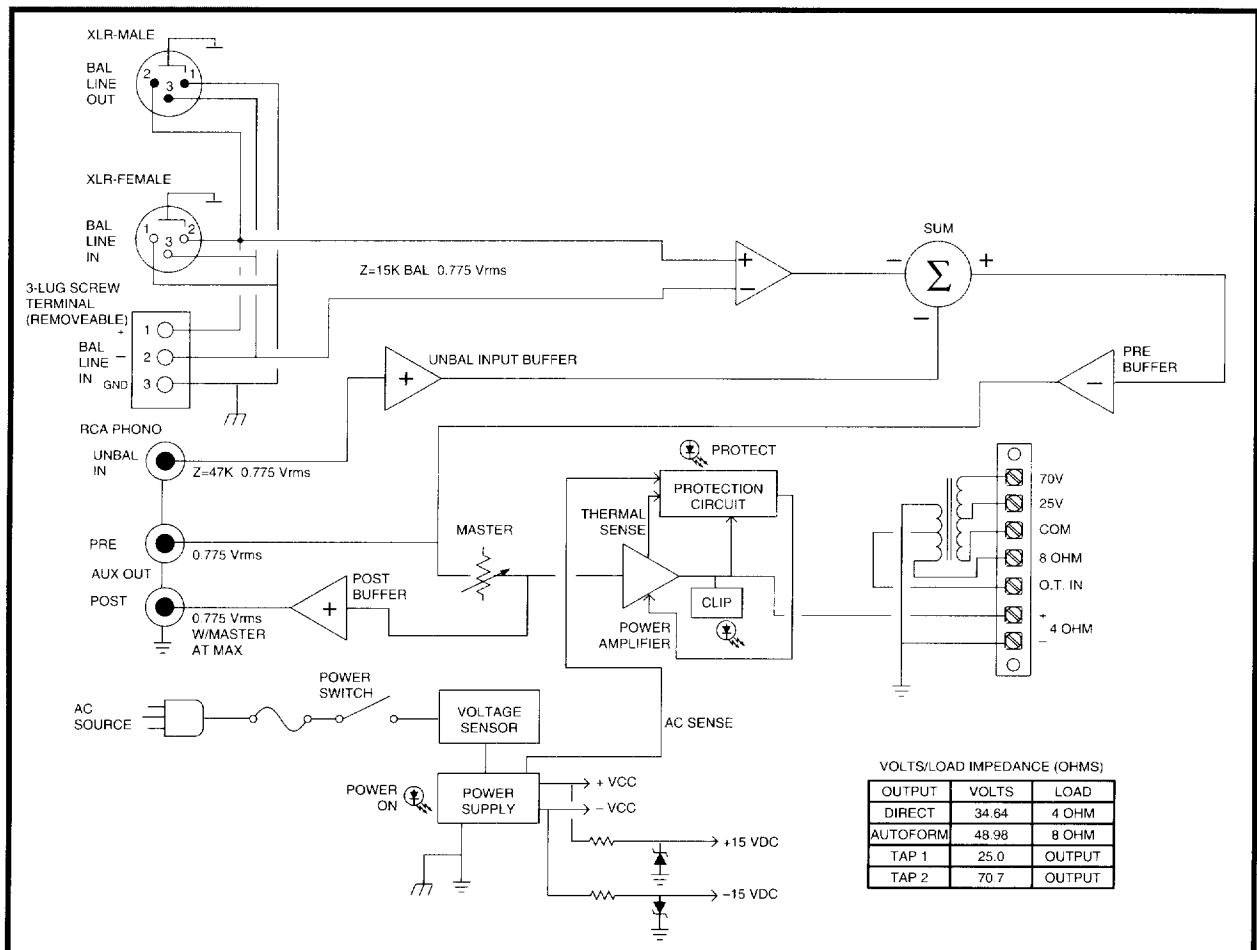 XLR-MALE
BAL
LINE
OUT
2
3
1
XLR-FEMALE
BAL
LINE
IN
1
3
2
3-LUG SCREW
TERMINAL
(REMOVEABLE)
+
1
BAL
LINE
IN
−
2
GND
3
Z=15K BAL 0.775 Vrms
+
−
SUM
−
Σ
+
−
UNBAL INPUT BUFFER
+
PRE
BUFFER
−
RCA PHONO
UNBAL
IN
Z=47K 0.775 Vrms
PRE
0.775 Vrms
AUX OUT
POST
0.775 Vrms
W/MASTER
AT MAX
POST
BUFFER
+
MASTER
PROTECT
PROTECTION
CIRCUIT
THERMAL
SENSE
CLIP
POWER
AMPLIFIER
70V
25V
COM
8 OHM
O.T. IN
+
4 OHM
−
AC
SOURCE
POWER
SWITCH
VOLTAGE
SENSOR
AC SENSE
POWER
ON
POWER
SUPPLY
+ VCC
− VCC
+15 VDC
−15 VDC
VOLTS/LOAD IMPEDANCE (OHMS)
OUTPUT VOLTS LOAD
DIRECT 34.64 4 OHM
AUTOFORM 48.98 8 OHM
TAP 1 25.0 OUTPUT
TAP 2 70.7 OUTPUT